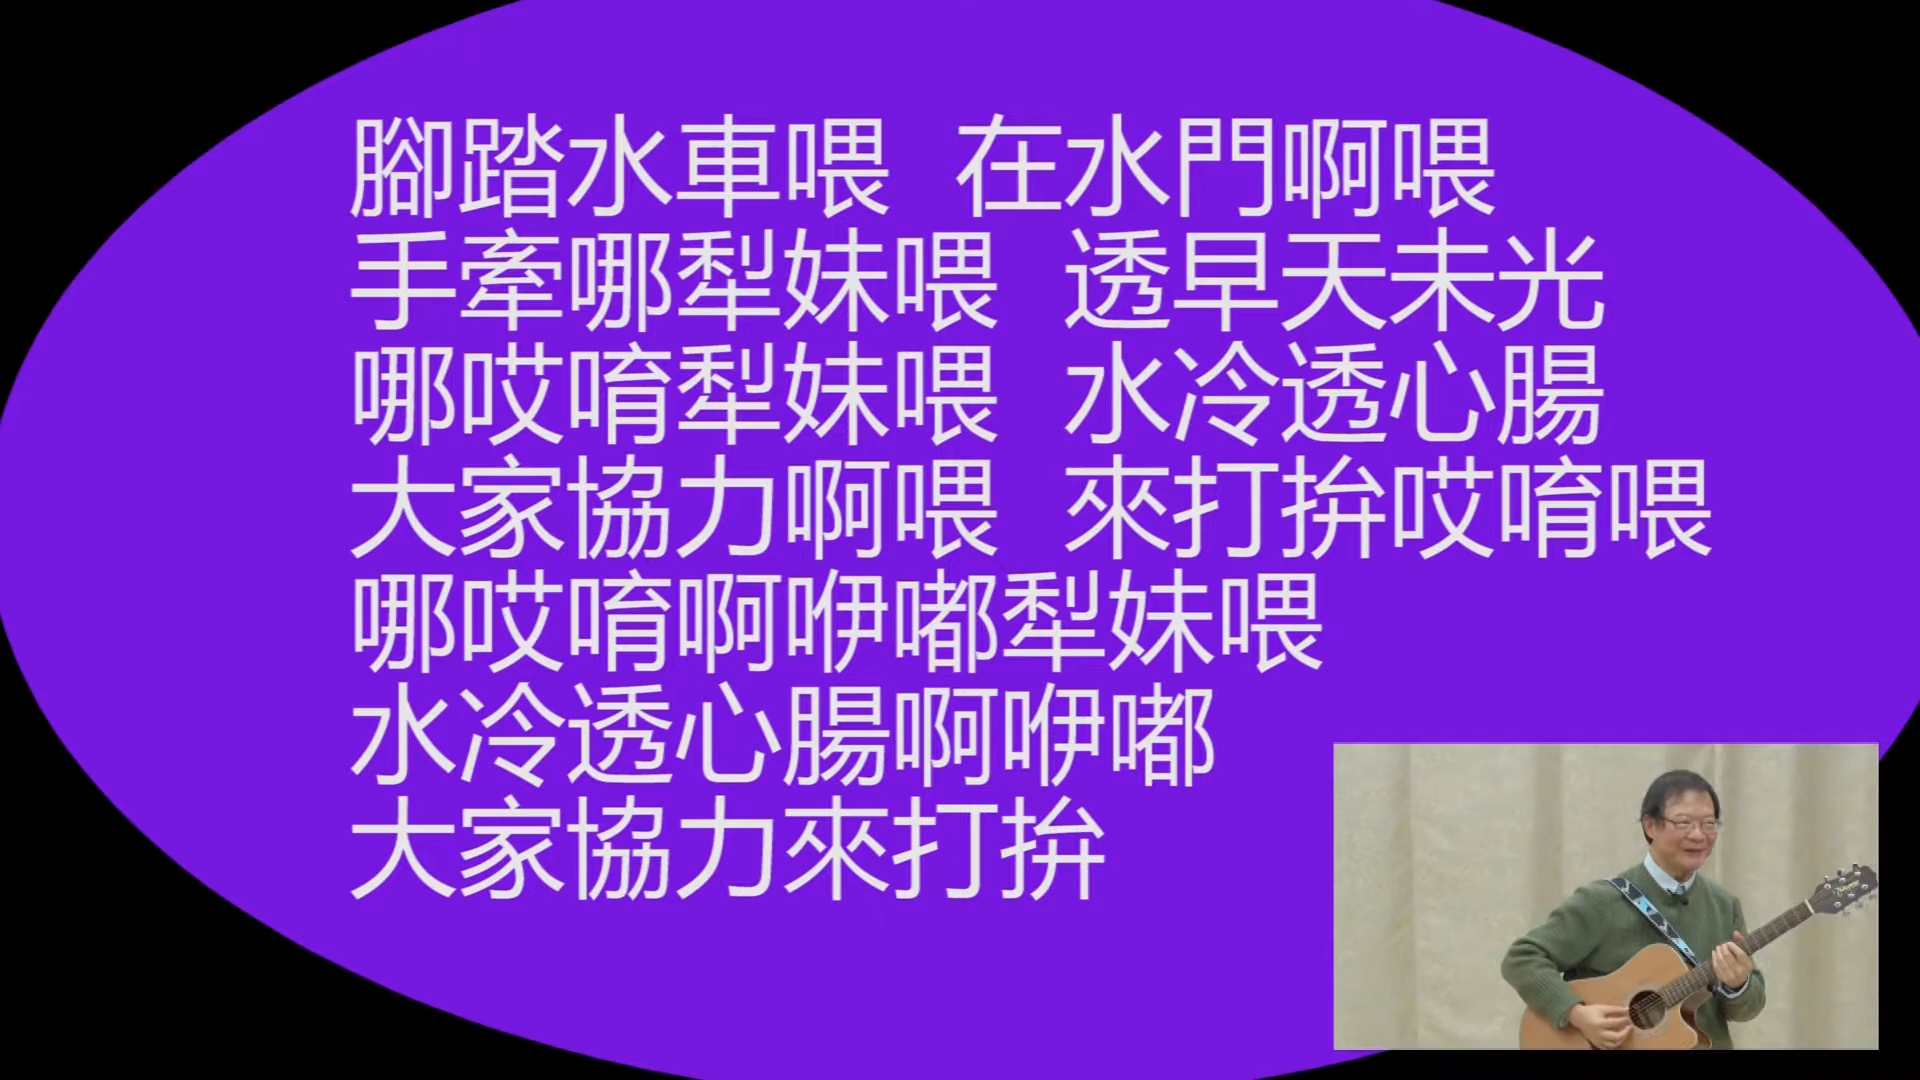 腳踏水車喂 在水門啊喂
手牽哪犁妹喂 透早天未光
哪哎唷犁妹喂 水冷透心腸
大家協力啊喂 來打拚哎唷喂
哪哎唷啊咿嘟犁妹喂
水冷透心腸啊咿嘟
大家協力來打拚